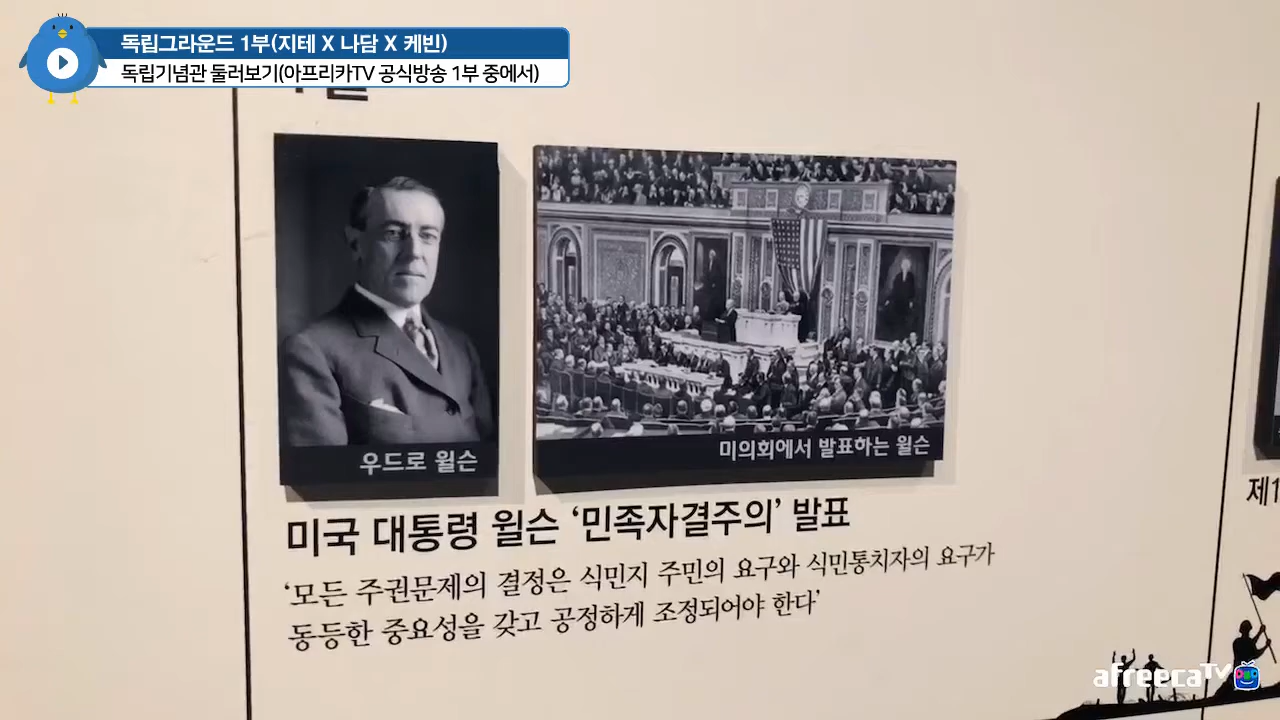 독립그라운드 1부(지테 X 나담 X 케빈)
독립기념관 둘러보기(아프리카TV 공식방송 1부 중에서)
우드로 윌슨
미의회에서 발표하는 윌슨
미국 대통령 윌슨 ‘민족자결주의’ 발표
‘모든 주권문제의 결정은 식민지 주민의 요구와 식민통치자의 요구가
동등한 중요성을 갖고 공정하게 조정되어야 한다’
제1
afreecaTV